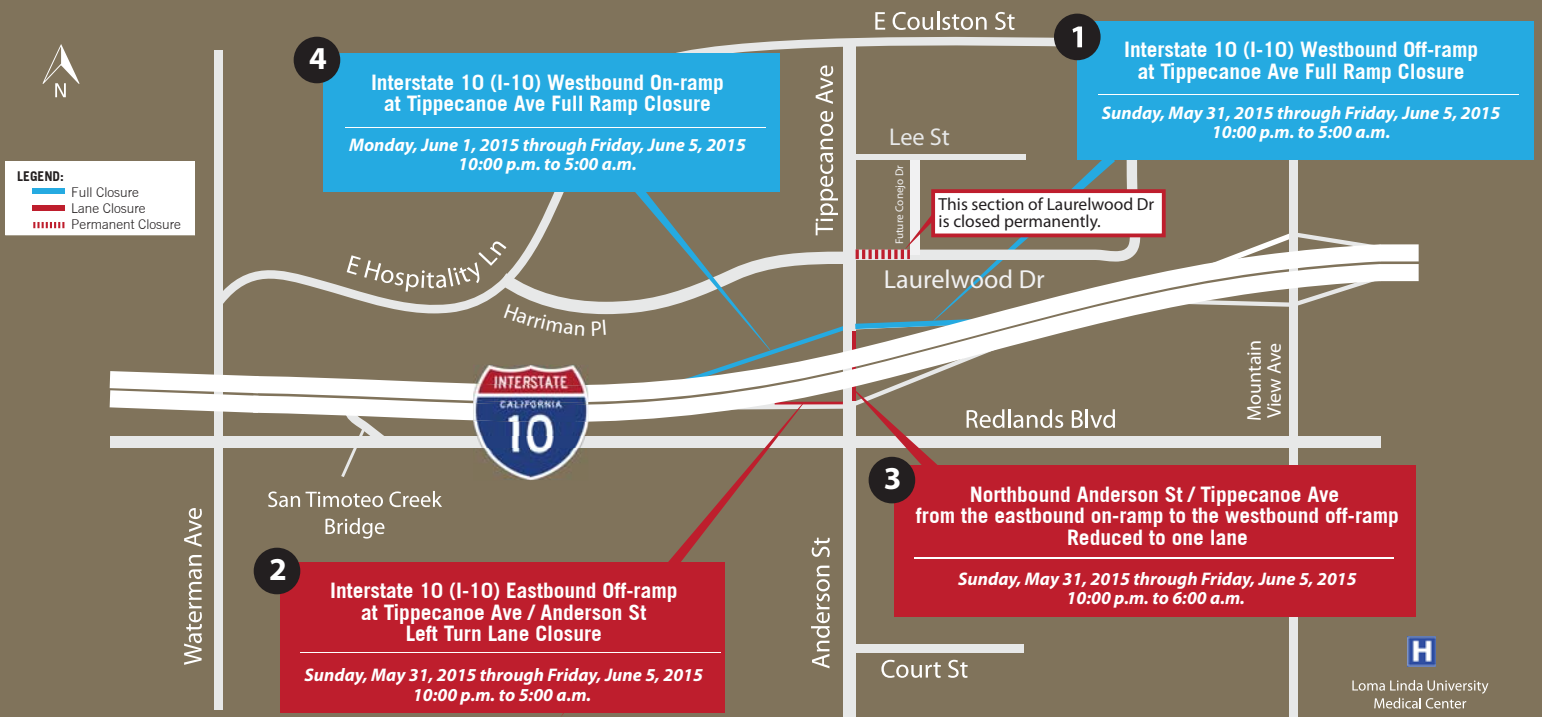 E Coulston St
4
Interstate 10 (I-10) Westbound On-ramp
at Tippecanoe Ave Full Ramp Closure
Monday, June 1, 2015 through Friday, June 5, 2015
10:00 p.m. to 5:00 a.m.
1
Interstate 10 (I-10) Westbound Off-ramp
at Tippecanoe Ave Full Ramp Closure
Sunday, May 31, 2015 through Friday, June 5, 2015
10:00 p.m. to 5:00 a.m.
N
LEGEND:
Full Closure
Lane Closure
Permanent Closure
Tippecanoe Ave
Lee St
Future Conejo Dr
This section of Laurelwood Dr
is closed permanently.
E Hospitality Ln
Harriman Pl
Laurelwood Dr
INTERSTATE
CALIFORNIA
10
Mountain
View Ave
Redlands Blvd
San Timoteo Creek
Bridge
Waterman Ave
2
Interstate 10 (I-10) Eastbound Off-ramp
at Tippecanoe Ave / Anderson St
Left Turn Lane Closure
Sunday, May 31, 2015 through Friday, June 5, 2015
10:00 p.m. to 5:00 a.m.
Anderson St
3
Northbound Anderson St / Tippecanoe Ave
from the eastbound on-ramp to the westbound off-ramp
Reduced to one lane
Sunday, May 31, 2015 through Friday, June 5, 2015
10:00 p.m. to 6:00 a.m.
Court St
H
Loma Linda University
Medical Center